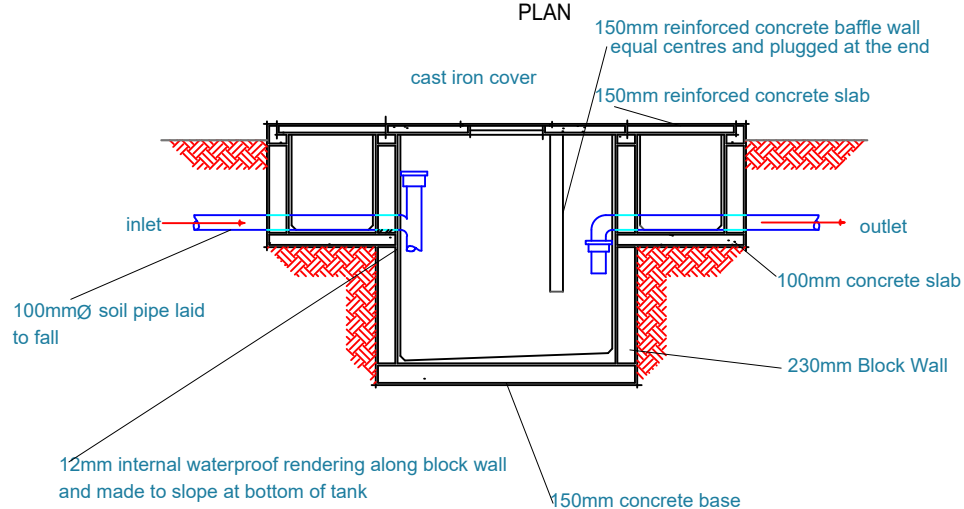 PLAN
150mm reinforced concrete baffle wall
equal centres and plugged at the end
cast iron cover
150mm reinforced concrete slab
inlet
outlet
100mmØ soil pipe laid
to fall
100mm concrete slab
230mm Block Wall
12mm internal waterproof rendering along block wall
and made to slope at bottom of tank
150mm concrete base